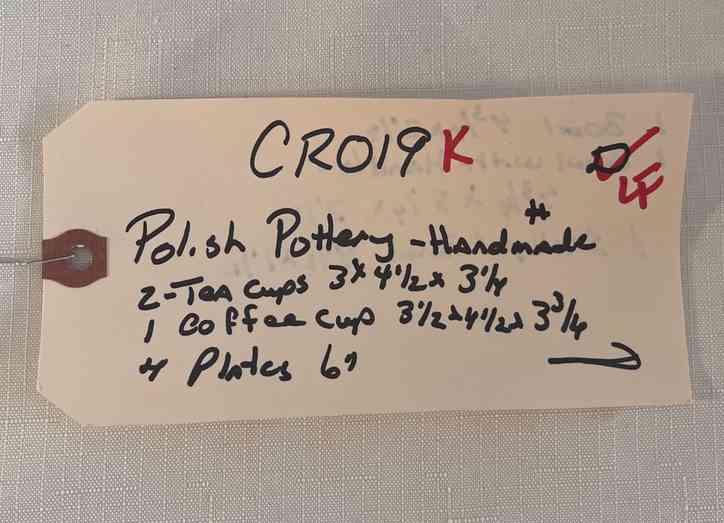 CR019K
LF
#
Polish Pottery - Handmade
2 - Tea cups 3 x 4 1/2 x 3 1/4
1 Coffee cup 3 1/2 x 4 1/2 x 3 3/4
4 Plates 6"